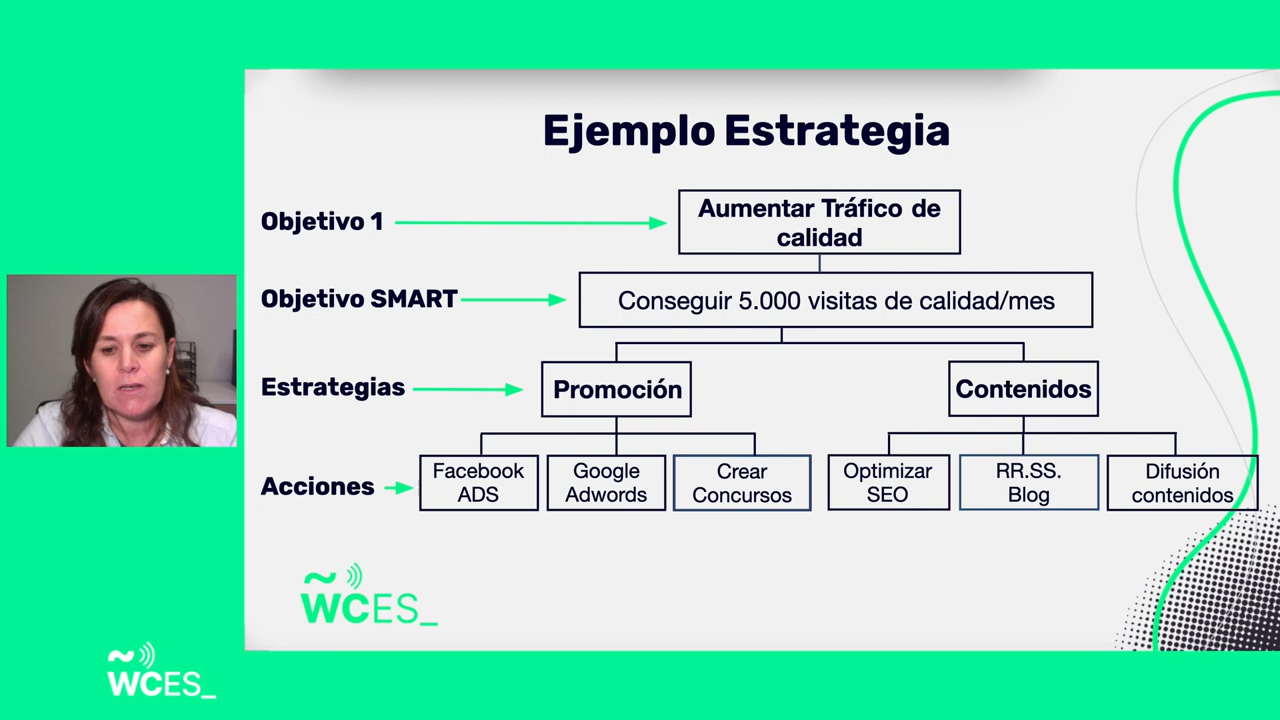 Ejemplo Estrategia
Objetivo 1
Aumentar Tráfico de
calidad
Objetivo SMART
Conseguir 5.000 visitas de calidad/mes
Estrategias
Promoción
Contenidos
Acciones
Facebook
ADS
Google
Adwords
Crear
Concursos
Optimizar
SEO
RR.SS.
Blog
Difusión
contenidos
~
WCES_
~
WCES_